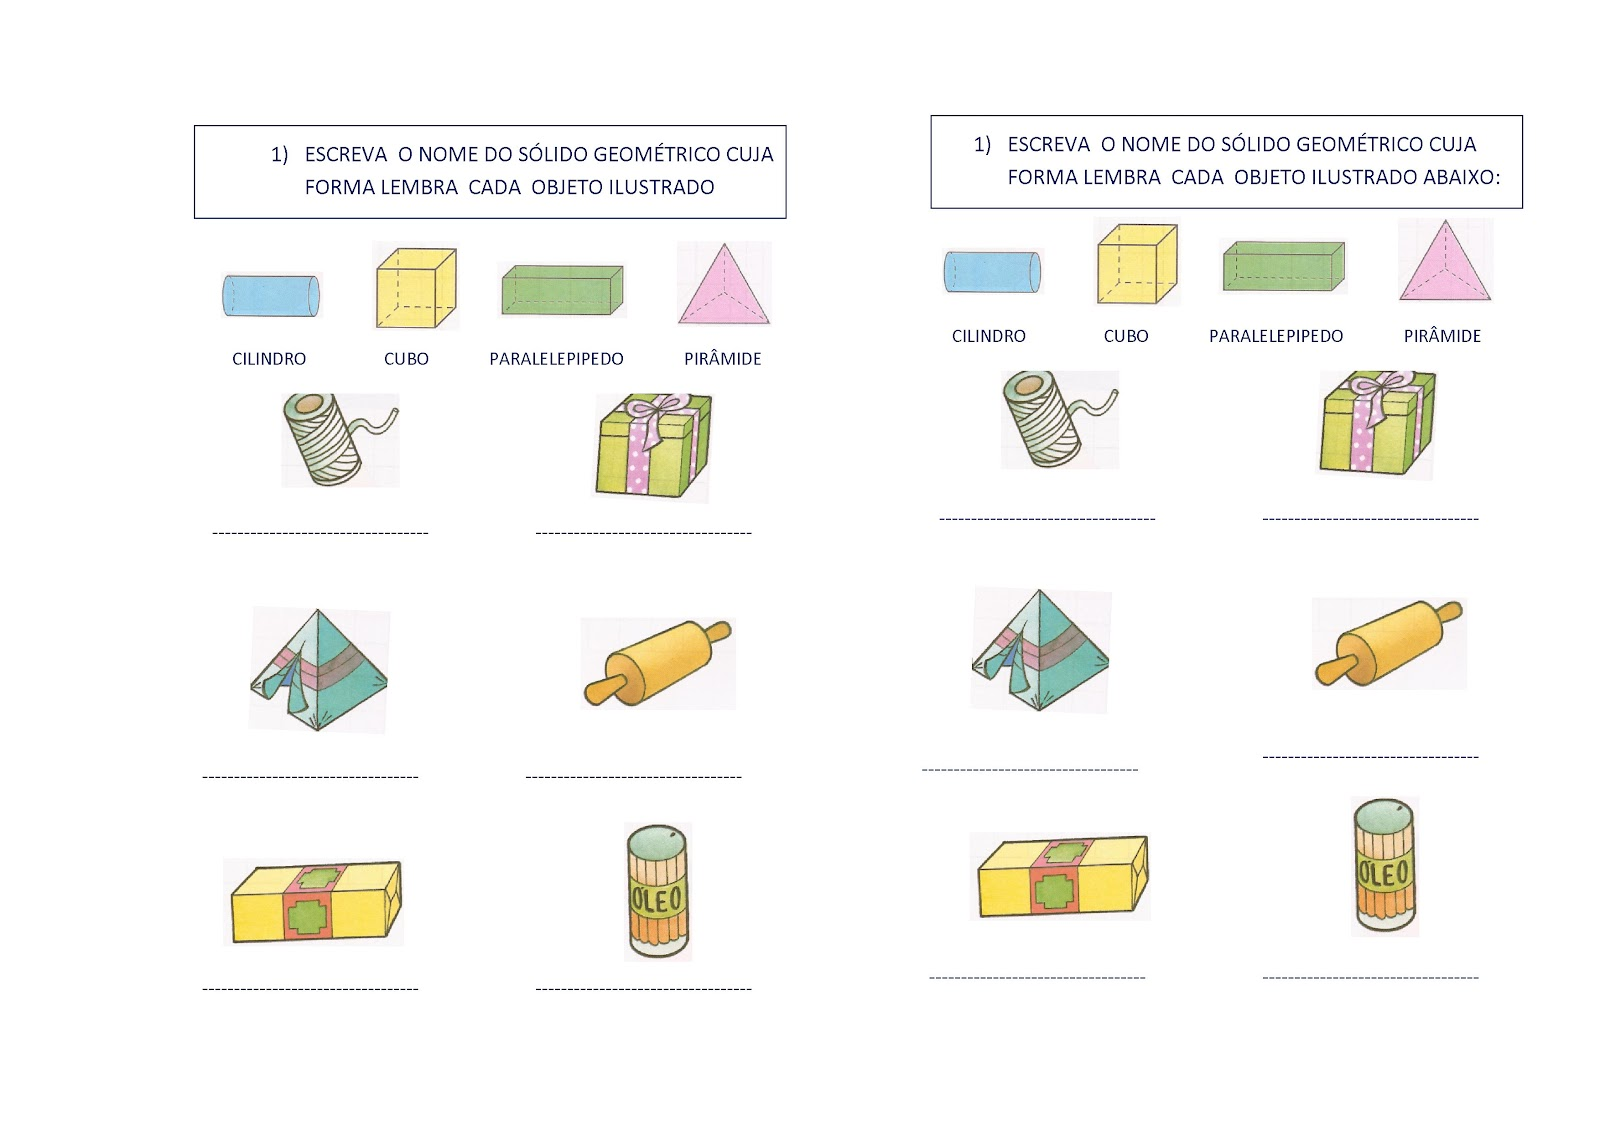 1) ESCREVA O NOME DO SÓLIDO GEOMÉTRICO CUJA
FORMA LEMBRA CADA OBJETO ILUSTRADO
CILINDRO CUBO PARALELEPIPEDO PIRÂMIDE
ÓLEO
1) ESCREVA O NOME DO SÓLIDO GEOMÉTRICO CUJA
FORMA LEMBRA CADA OBJETO ILUSTRADO ABAIXO:
CILINDRO CUBO PARALELEPIPEDO PIRÂMIDE
ÓLEO